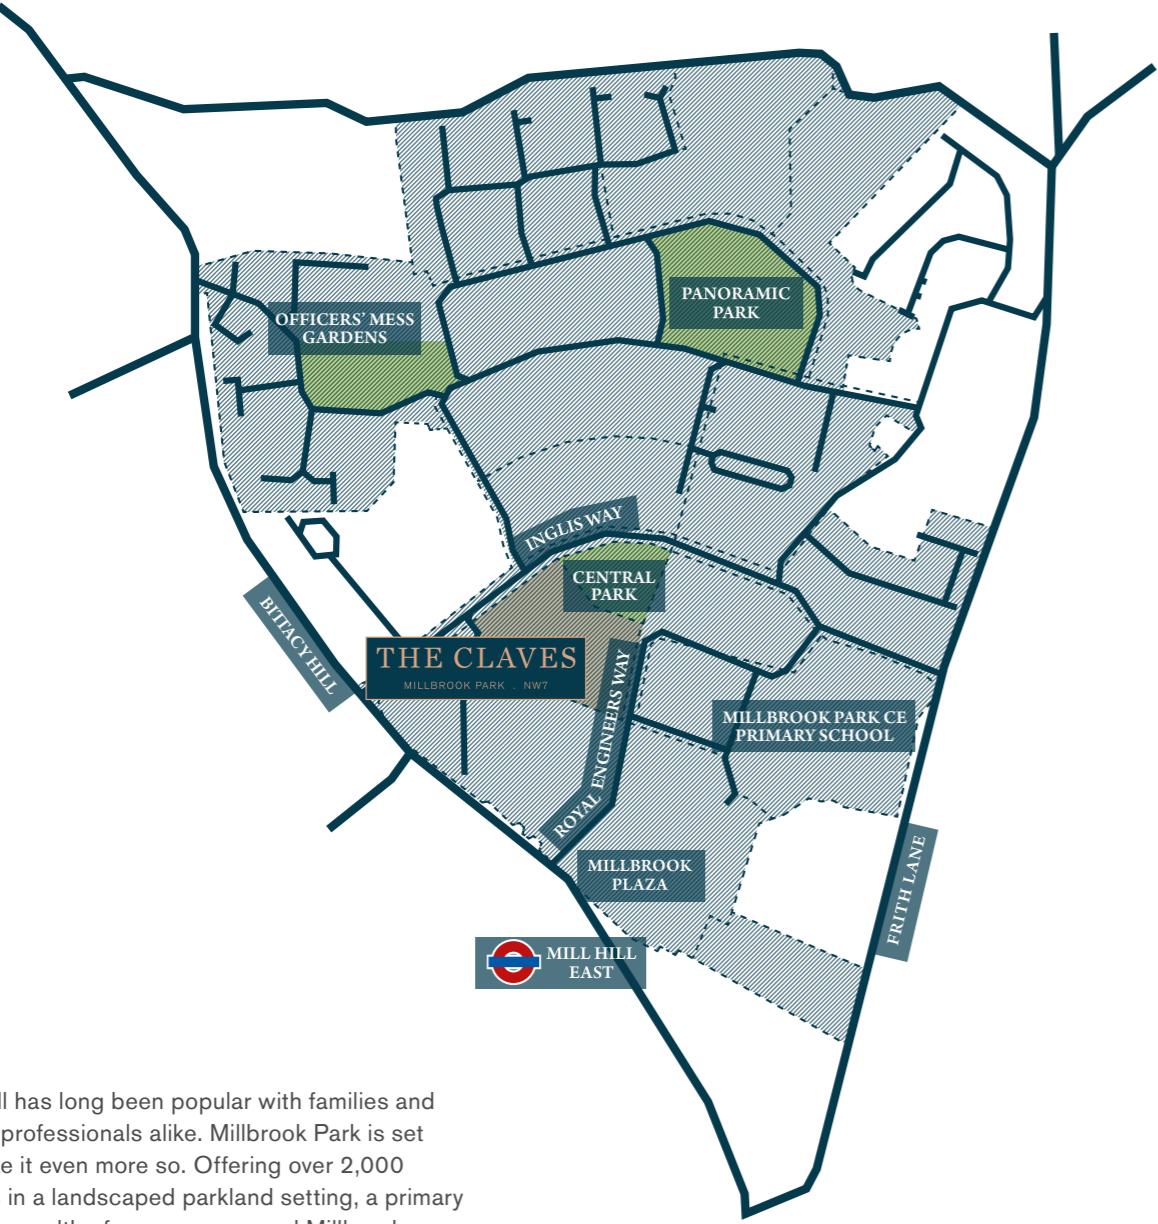 PANORAMIC
PARK
OFFICERS' MESS
GARDENS
INGLIS WAY
CENTRAL
PARK
BITTACY HILL
THE CLAVES
MILLBROOK PARK . NW7
ROYAL ENGINEERS WAY
MILLBROOK PARK CE
PRIMARY SCHOOL
MILLBROOK
PLAZA
FRITH LANE
MILL HILL
EAST
has long been popular with families and
professionals alike. Millbrook Park is set
it even more so. Offering over 2,000
in a landscaped parkland setting, a primary